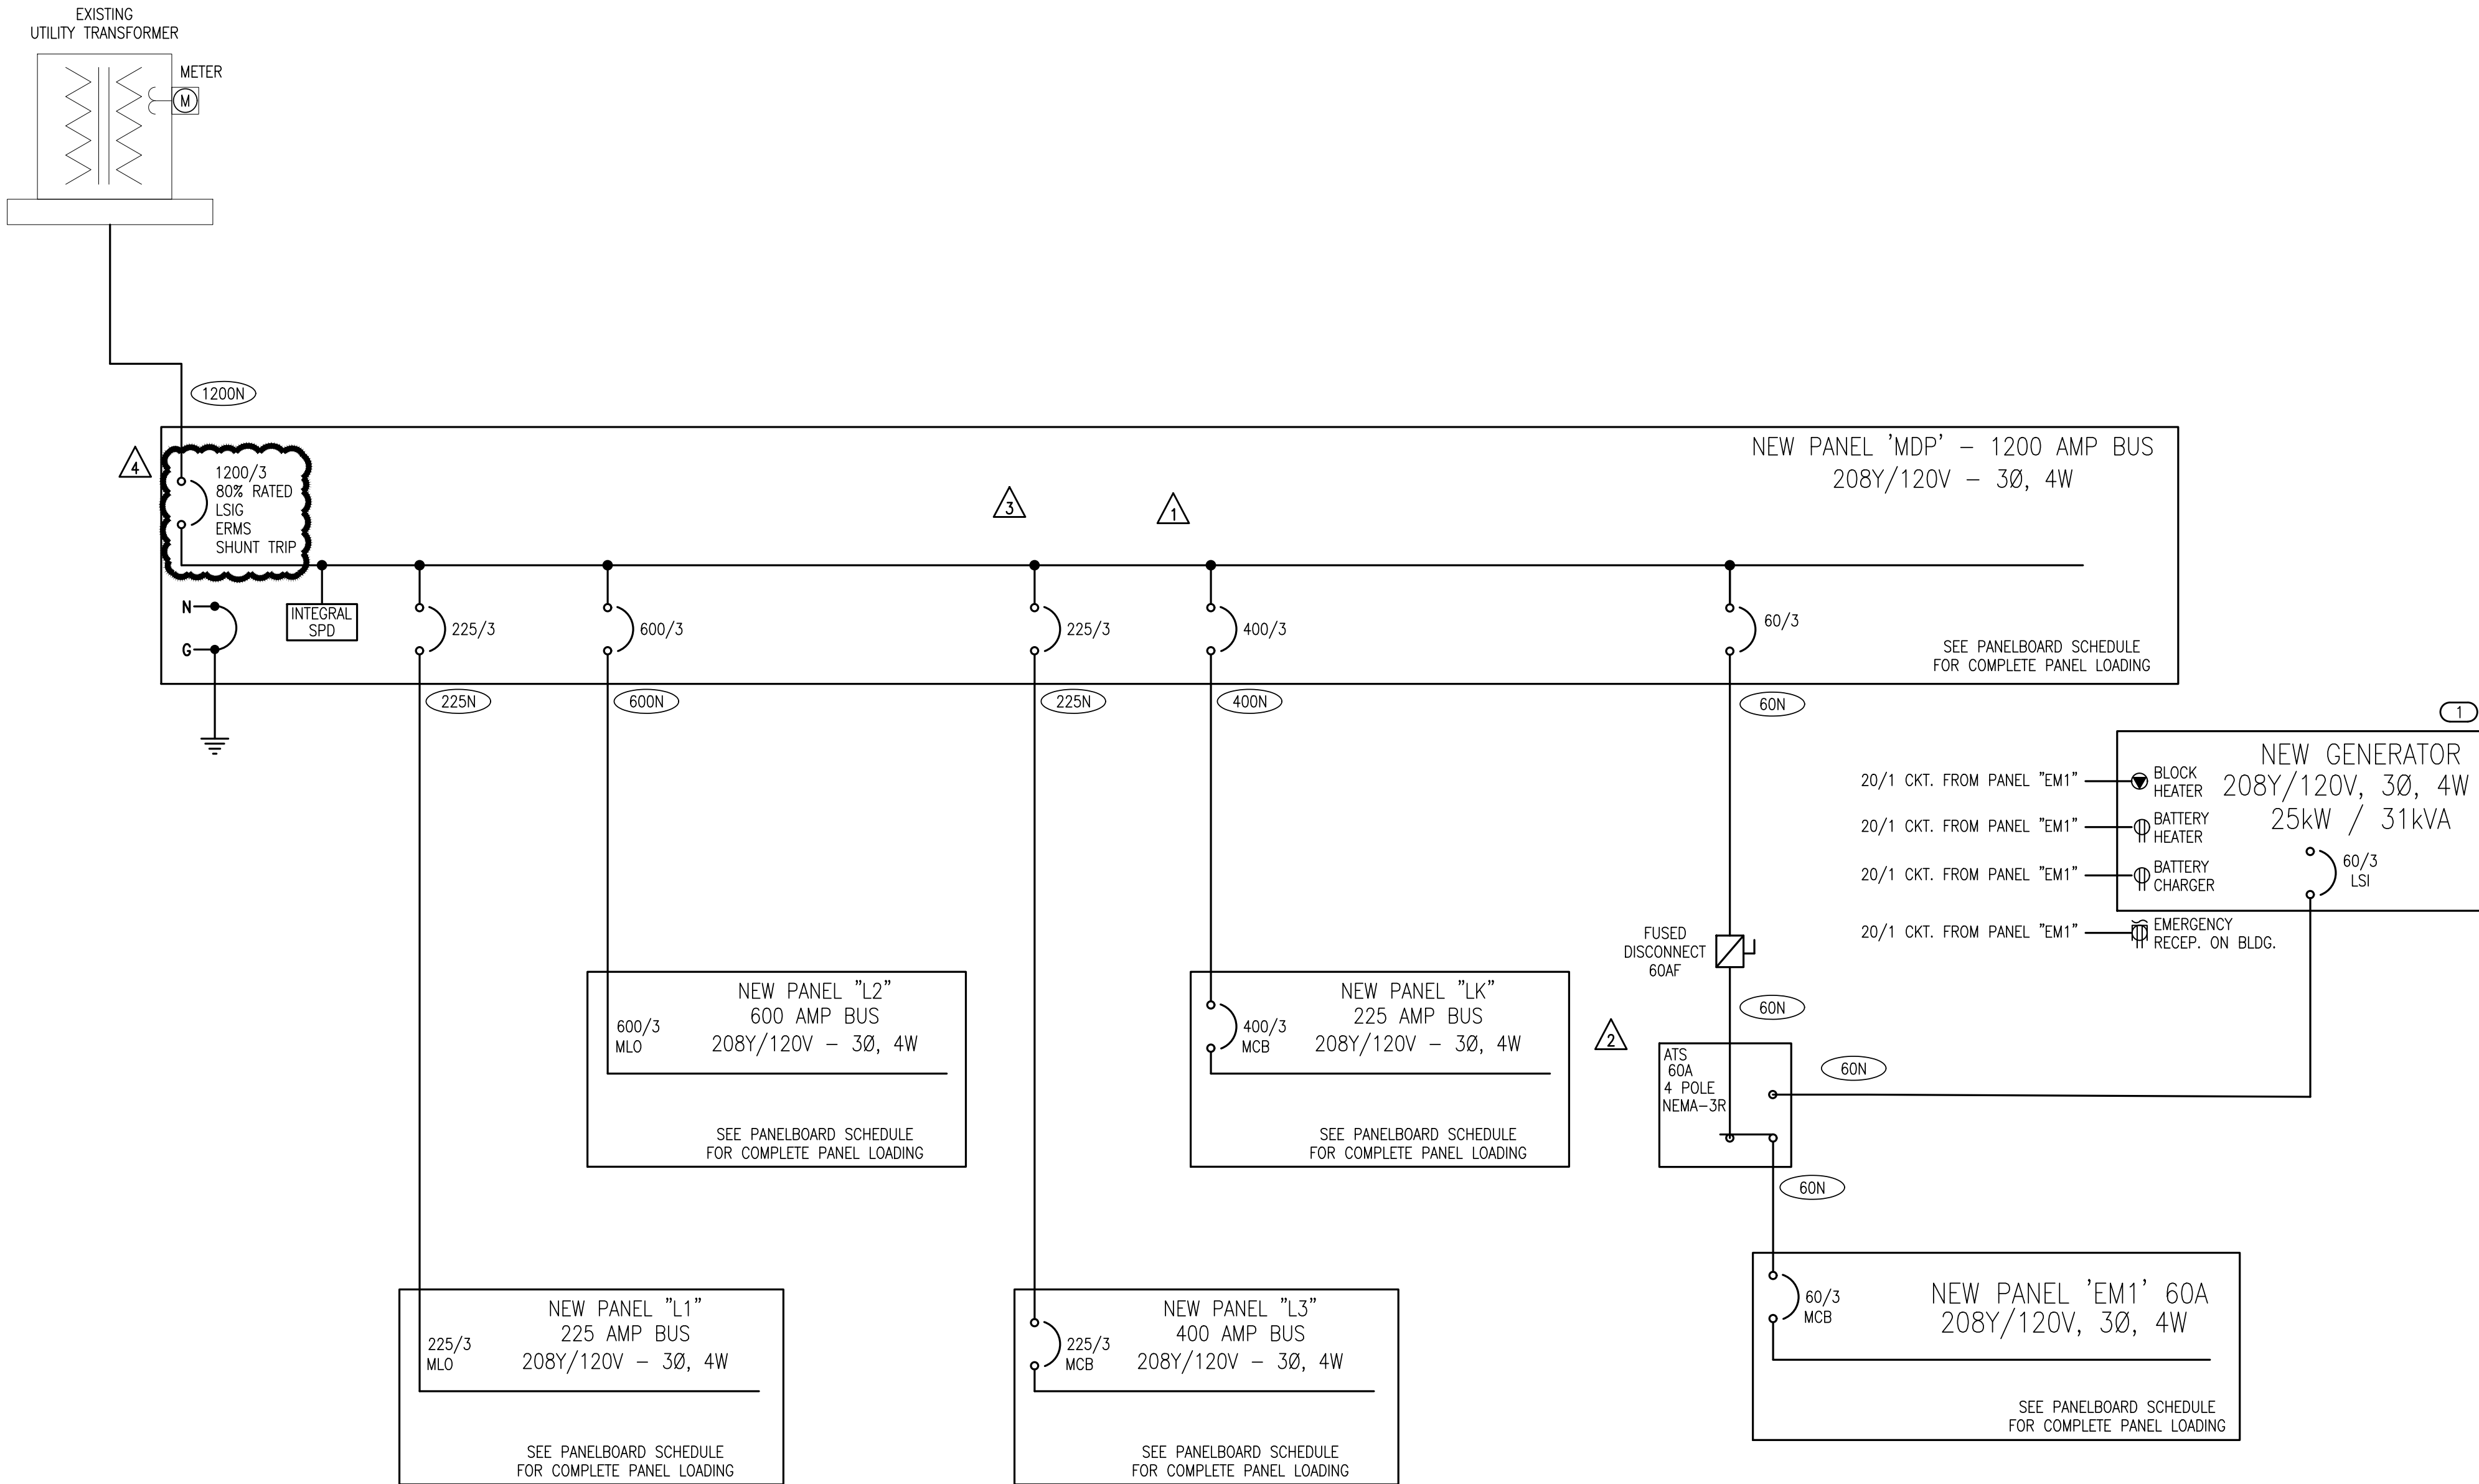 EXISTING
UTILITY TRANSFORMER
METER
M
1200N
4
1200/3
80% RATED
LSIG
ERMS
SHUNT TRIP
NEW PANEL 'MDP' – 1200 AMP BUS
208Y/120V – 3Ø, 4W
3
1
N
G
INTEGRAL
SPD
225/3
600/3
225/3
400/3
60/3
SEE PANELBOARD SCHEDULE
FOR COMPLETE PANEL LOADING
225N
600N
225N
400N
60N
1
NEW GENERATOR
208Y/120V, 3Ø, 4W
25kW / 31kVA
60/3
LSI
20/1 CKT. FROM PANEL "EM1"
BLOCK
HEATER
20/1 CKT. FROM PANEL "EM1"
BATTERY
HEATER
20/1 CKT. FROM PANEL "EM1"
BATTERY
CHARGER
20/1 CKT. FROM PANEL "EM1"
EMERGENCY
RECEP. ON BLDG.
FUSED
DISCONNECT
60AF
60N
2
ATS
60A
4 POLE
NEMA-3R
60N
60N
NEW PANEL "L2"
600 AMP BUS
208Y/120V – 3Ø, 4W
600/3
MLO
SEE PANELBOARD SCHEDULE
FOR COMPLETE PANEL LOADING
NEW PANEL "LK"
225 AMP BUS
208Y/120V – 3Ø, 4W
400/3
MCB
SEE PANELBOARD SCHEDULE
FOR COMPLETE PANEL LOADING
NEW PANEL "L1"
225 AMP BUS
208Y/120V – 3Ø, 4W
225/3
MLO
SEE PANELBOARD SCHEDULE
FOR COMPLETE PANEL LOADING
NEW PANEL "L3"
400 AMP BUS
208Y/120V – 3Ø, 4W
225/3
MCB
SEE PANELBOARD SCHEDULE
FOR COMPLETE PANEL LOADING
NEW PANEL 'EM1' 60A
208Y/120V, 3Ø, 4W
60/3
MCB
SEE PANELBOARD SCHEDULE
FOR COMPLETE PANEL LOADING